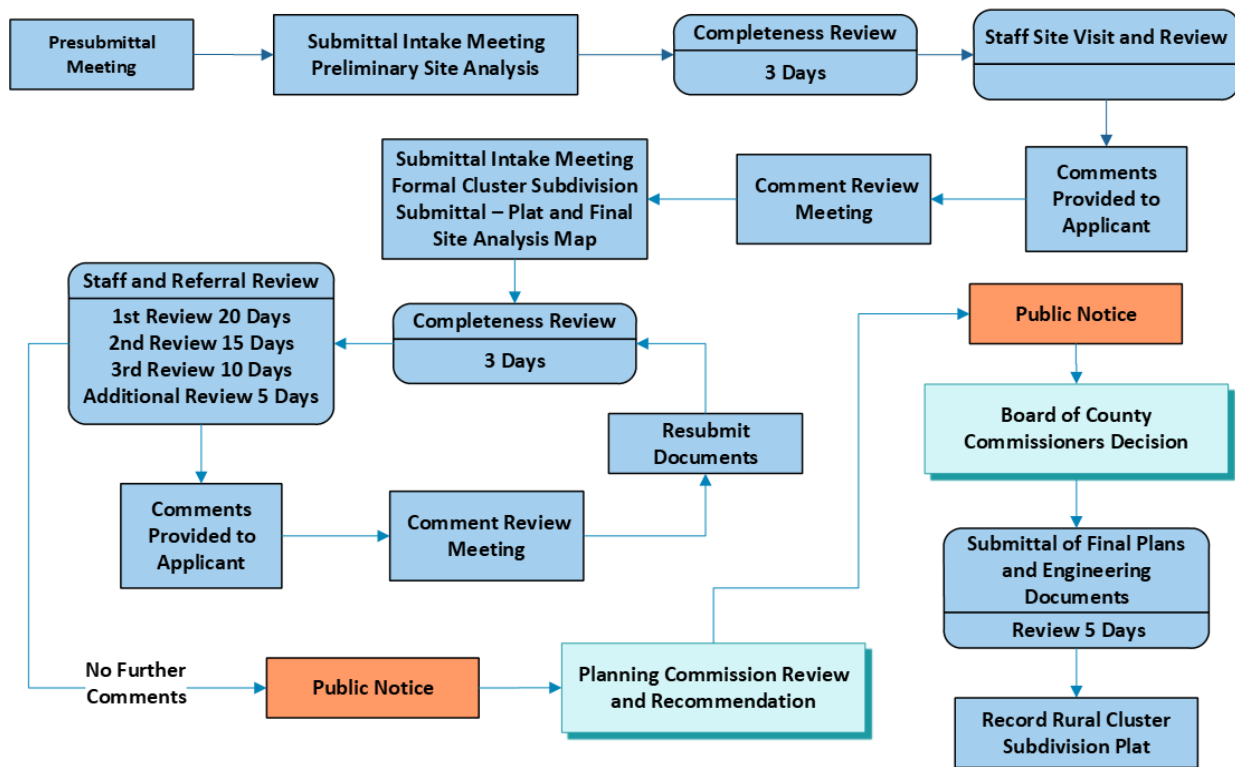 Presubmittal
Meeting
Submittal Intake Meeting
Preliminary Site Analysis
Completeness Review
3 Days
Staff Site Visit and Review
Comments
Provided to
Applicant
Comment Review
Meeting
Submittal Intake Meeting
Formal Cluster Subdivision
Submittal – Plat and Final
Site Analysis Map
Completeness Review
3 Days
Staff and Referral Review
1st Review 20 Days
2nd Review 15 Days
3rd Review 10 Days
Additional Review 5 Days
Comments
Provided to
Applicant
Comment Review
Meeting
Resubmit
Documents
No Further
Comments
Public Notice
Planning Commission Review
and Recommendation
Public Notice
Board of County
Commissioners Decision
Submittal of Final Plans
and Engineering
Documents
Review 5 Days
Record Rural Cluster
Subdivision Plat